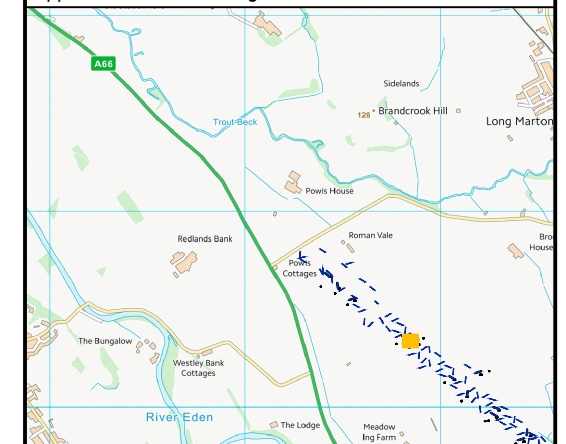 A66
Sidelands
128
Brandcrook Hill
Long Marton
Trout Beck
Powis House
Roman Vale
Redlands Bank
Powis
Cottages
The Bungalow
Westley Bank
Cottages
River Eden
The Lodge
Meadow
Ing Farm